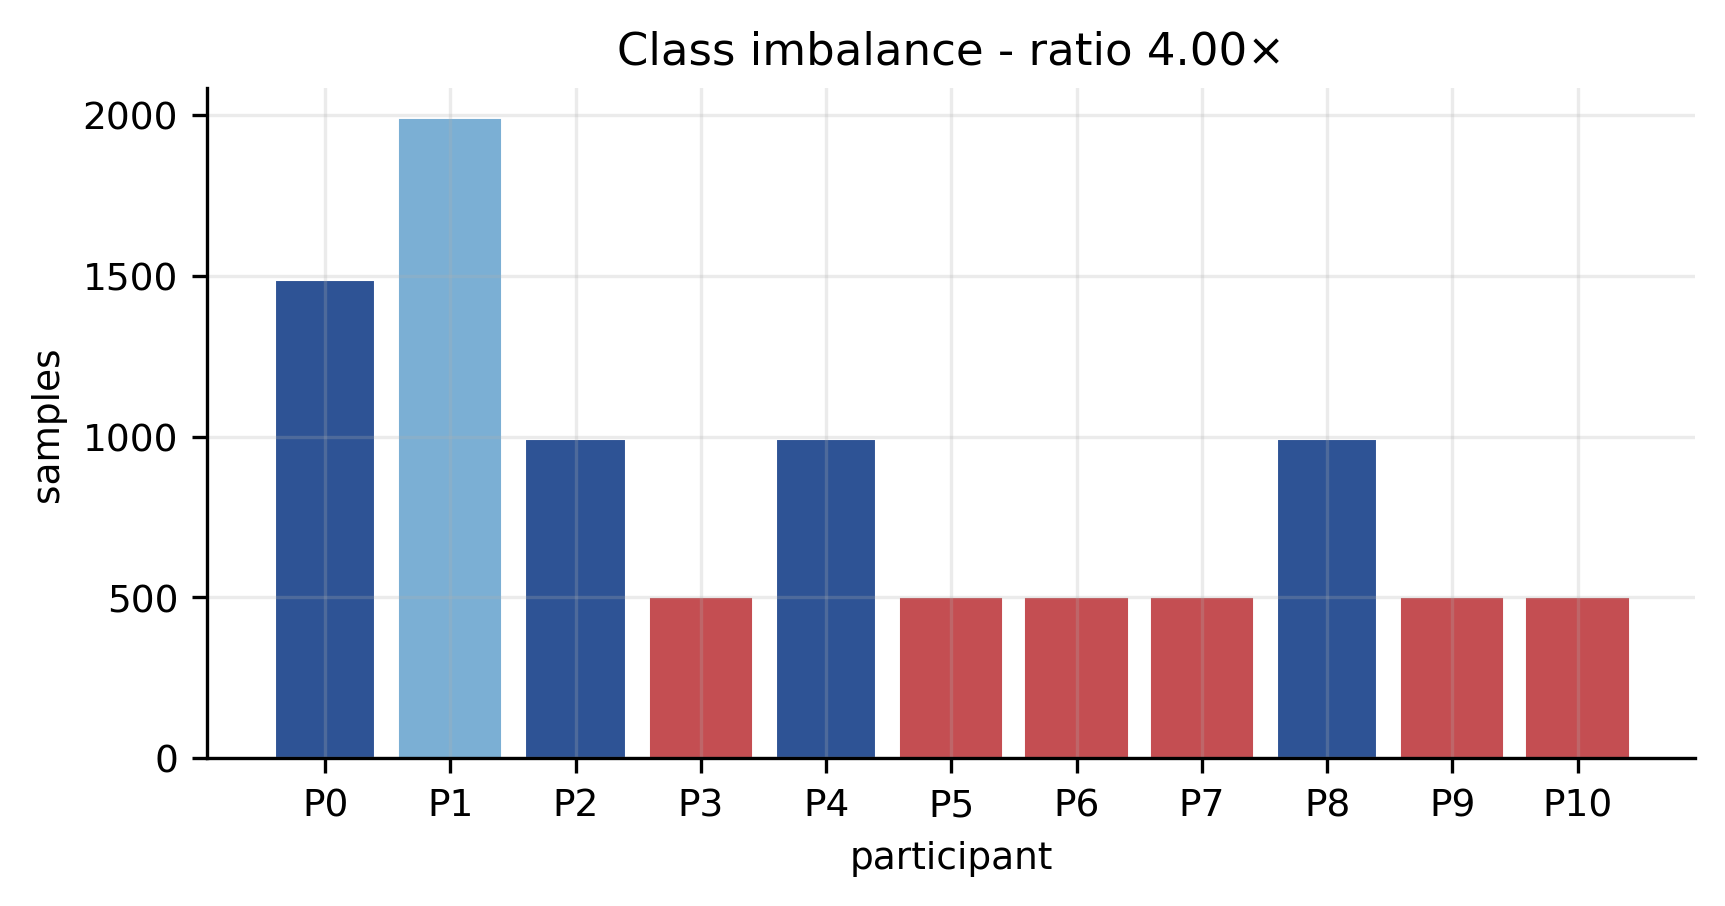 Class imbalance - ratio 4.00×
2000
1500
1000
500
0
samples
P0 P1 P2 P3 P4 P5 P6 P7 P8 P9 P10
participant